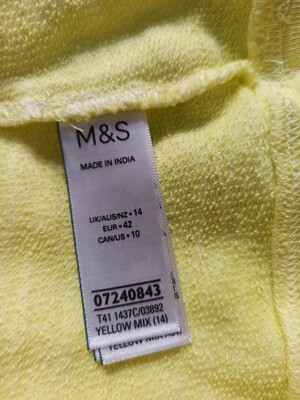 M&S
MADE IN INDIA
UK/AUS/NZ • 14
EUR • 42
CAN/US • 10
07240843
T41 1437C/03892
YELLOW MIX (14)